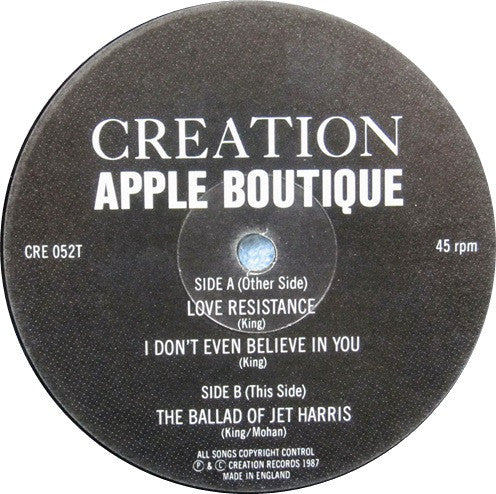 CREATION
APPLE BOUTIQUE
CRE 052T
45 rpm
SIDE A (Other Side)
LOVE RESISTANCE
(King)
I DON'T EVEN BELIEVE IN YOU
(King)
SIDE B (This Side)
THE BALLAD OF JET HARRIS
(King/Mohan)
ALL SONGS COPYRIGHT CONTROL
Ⓟ & © CREATION RECORDS 1987
MADE IN ENGLAND